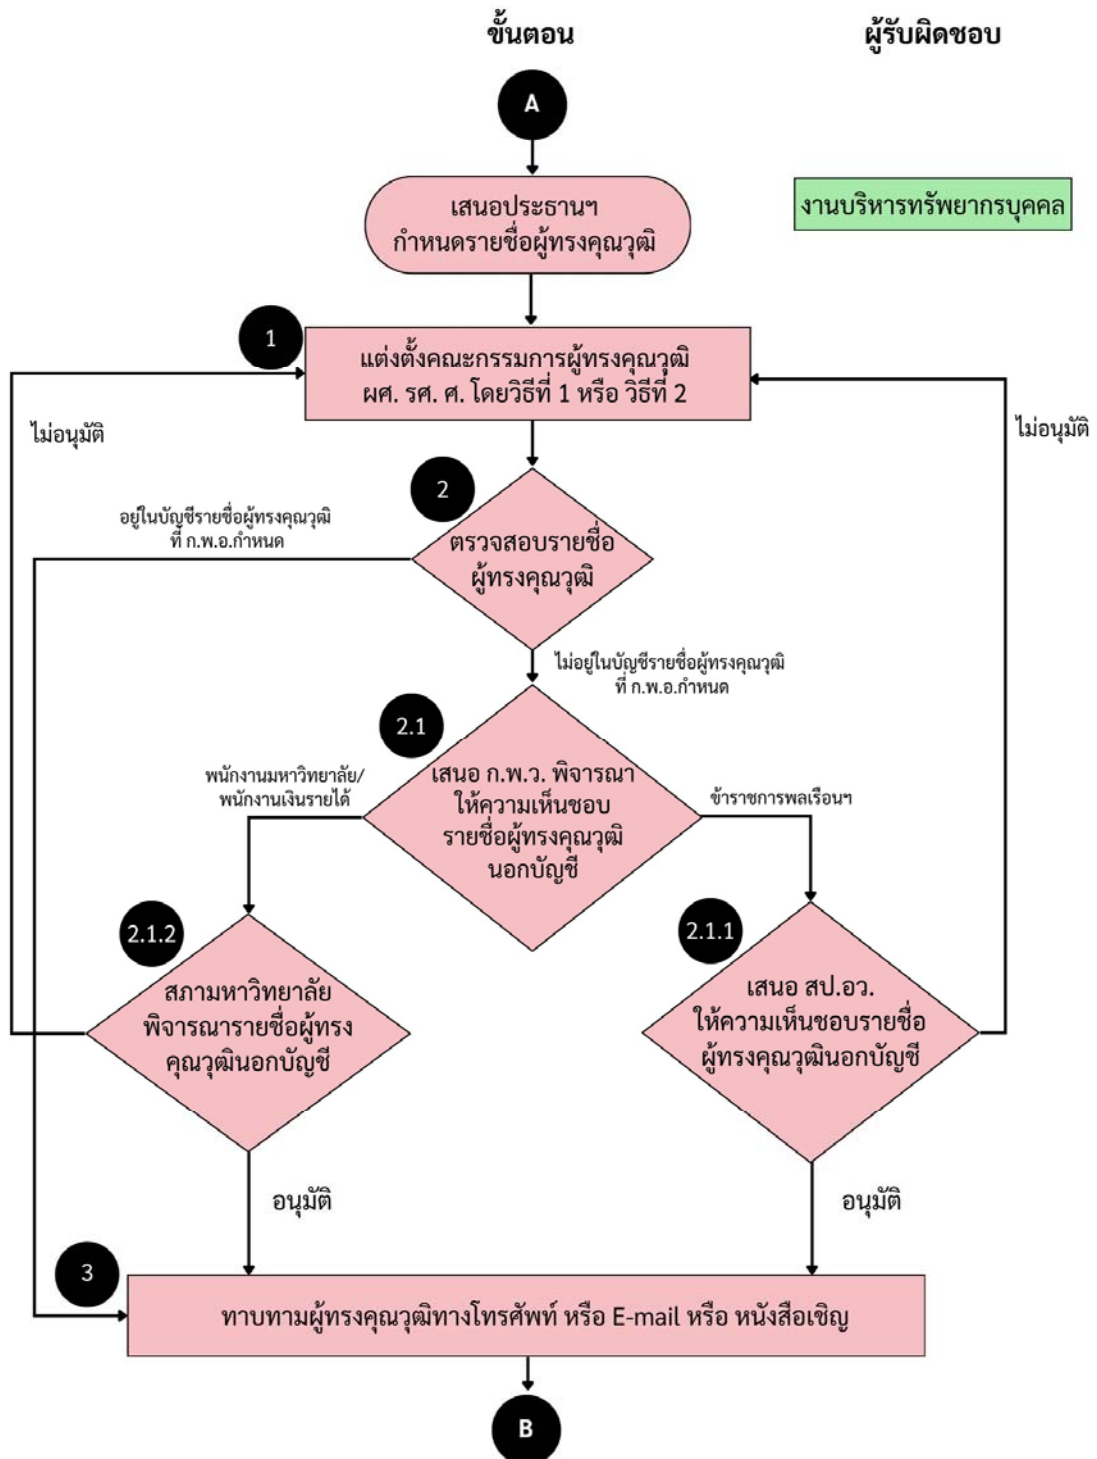 ขั้นตอน
ผู้รับผิดชอบ
A
เสนอประธานฯ
กำหนดรายชื่อผู้ทรงคุณวุฒิ
งานบริหารทรัพยากรบุคคล
1
แต่งตั้งคณะกรรมการผู้ทรงคุณวุฒิ
ผศ. รศ. ศ. โดยวิธีที่ 1 หรือ วิธีที่ 2
ไม่อนุมัติ
ไม่อนุมัติ
2
อยู่ในบัญชีรายชื่อผู้ทรงคุณวุฒิ
ที่ ก.พ.อ.กำหนด
ตรวจสอบรายชื่อ
ผู้ทรงคุณวุฒิ
ไม่อยู่ในบัญชีรายชื่อผู้ทรงคุณวุฒิ
ที่ ก.พ.อ.กำหนด
2.1
พนักงานมหาวิทยาลัย/
พนักงานเงินรายได้
เสนอ ก.พ.ว. พิจารณา
ให้ความเห็นชอบ
รายชื่อผู้ทรงคุณวุฒิ
นอกบัญชี
ข้าราชการพลเรือนฯ
2.1.2
สภามหาวิทยาลัย
พิจารณารายชื่อผู้ทรง
คุณวุฒินอกบัญชี
2.1.1
เสนอ สป.อว.
ให้ความเห็นชอบรายชื่อ
ผู้ทรงคุณวุฒินอกบัญชี
อนุมัติ
อนุมัติ
3
ทาบทามผู้ทรงคุณวุฒิทางโทรศัพท์ หรือ E-mail หรือ หนังสือเชิญ
B